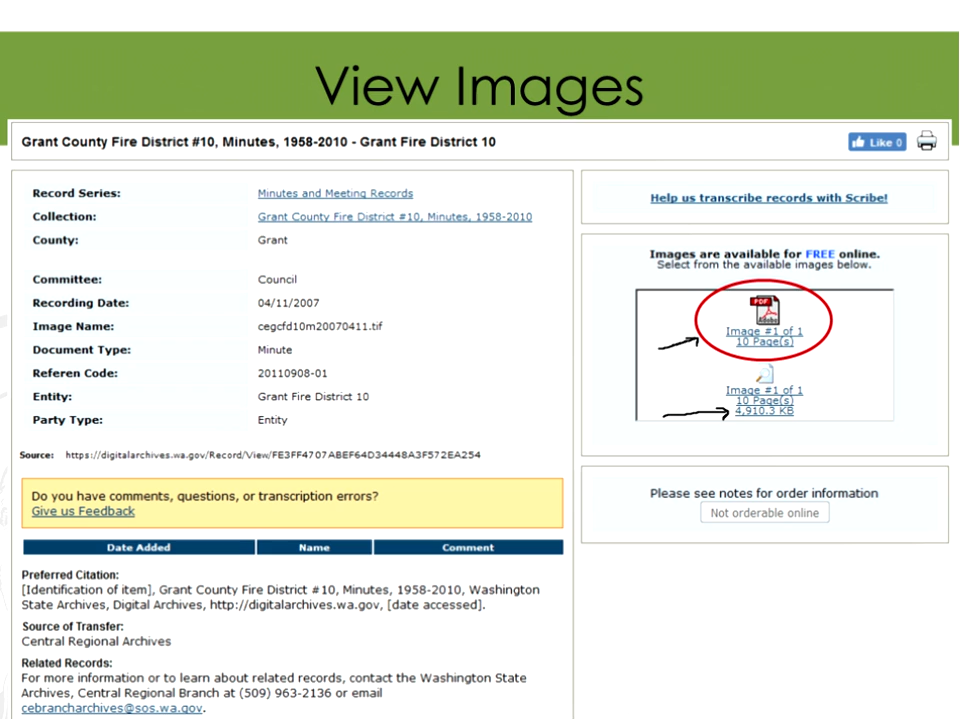 View Images
Grant County Fire District #10, Minutes, 1958-2010 - Grant Fire District 10
Like 0
Record Series: Minutes and Meeting Records
Collection: Grant County Fire District #10, Minutes, 1958-2010
County: Grant
Committee: Council
Recording Date: 04/11/2007
Image Name: cegcfd10m20070411.tif
Document Type: Minute
Referen Code: 20110908-01
Entity: Grant Fire District 10
Party Type: Entity
Source: https://digitalarchives.wa.gov/Record/View/FE3FF4707ABEF64D34448A3F572EA254
Do you have comments, questions, or transcription errors?
Give us Feedback
Date Added Name Comment
Preferred Citation:
[Identification of item], Grant County Fire District #10, Minutes, 1958-2010, Washington
State Archives, Digital Archives, http://digitalarchives.wa.gov, [date accessed].
Source of Transfer:
Central Regional Archives
Related Records:
For more information or to learn about related records, contact the Washington State
Archives, Central Regional Branch at (509) 963-2136 or email
cebrancharchives@sos.wa.gov.
Help us transcribe records with Scribe!
Images are available for FREE online.
Select from the available images below.
PDF
Adobe
Image #1 of 1
10 Page(s)
Image #1 of 1
10 Page(s)
4,910.3 KB
Please see notes for order information
Not orderable online